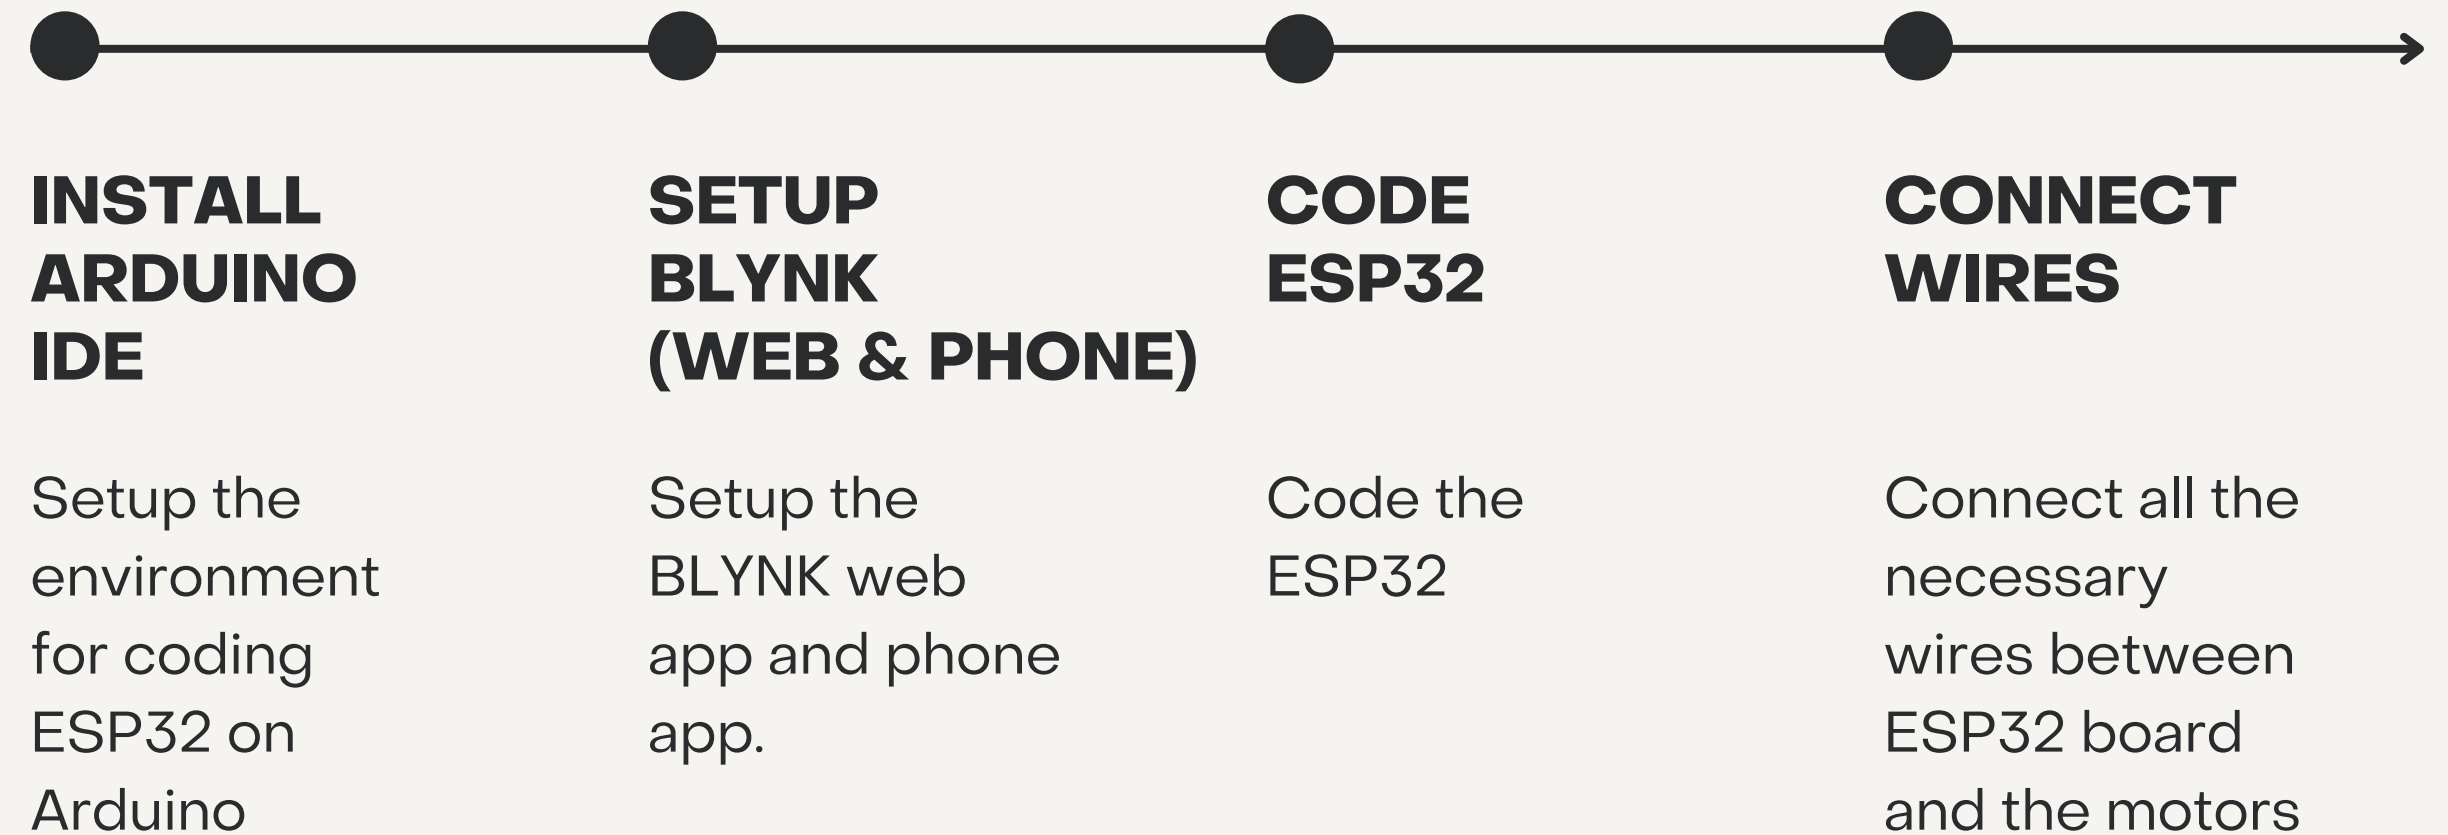 INSTALL
ARDUINO
IDE
Setup the
environment
for coding
ESP32 on
Arduino
SETUP
BLYNK
(WEB & PHONE)
Setup the
BLYNK web
app and phone
app.
CODE
ESP32
Code the
ESP32
CONNECT
WIRES
Connect all the
necessary
wires between
ESP32 board
and the motors